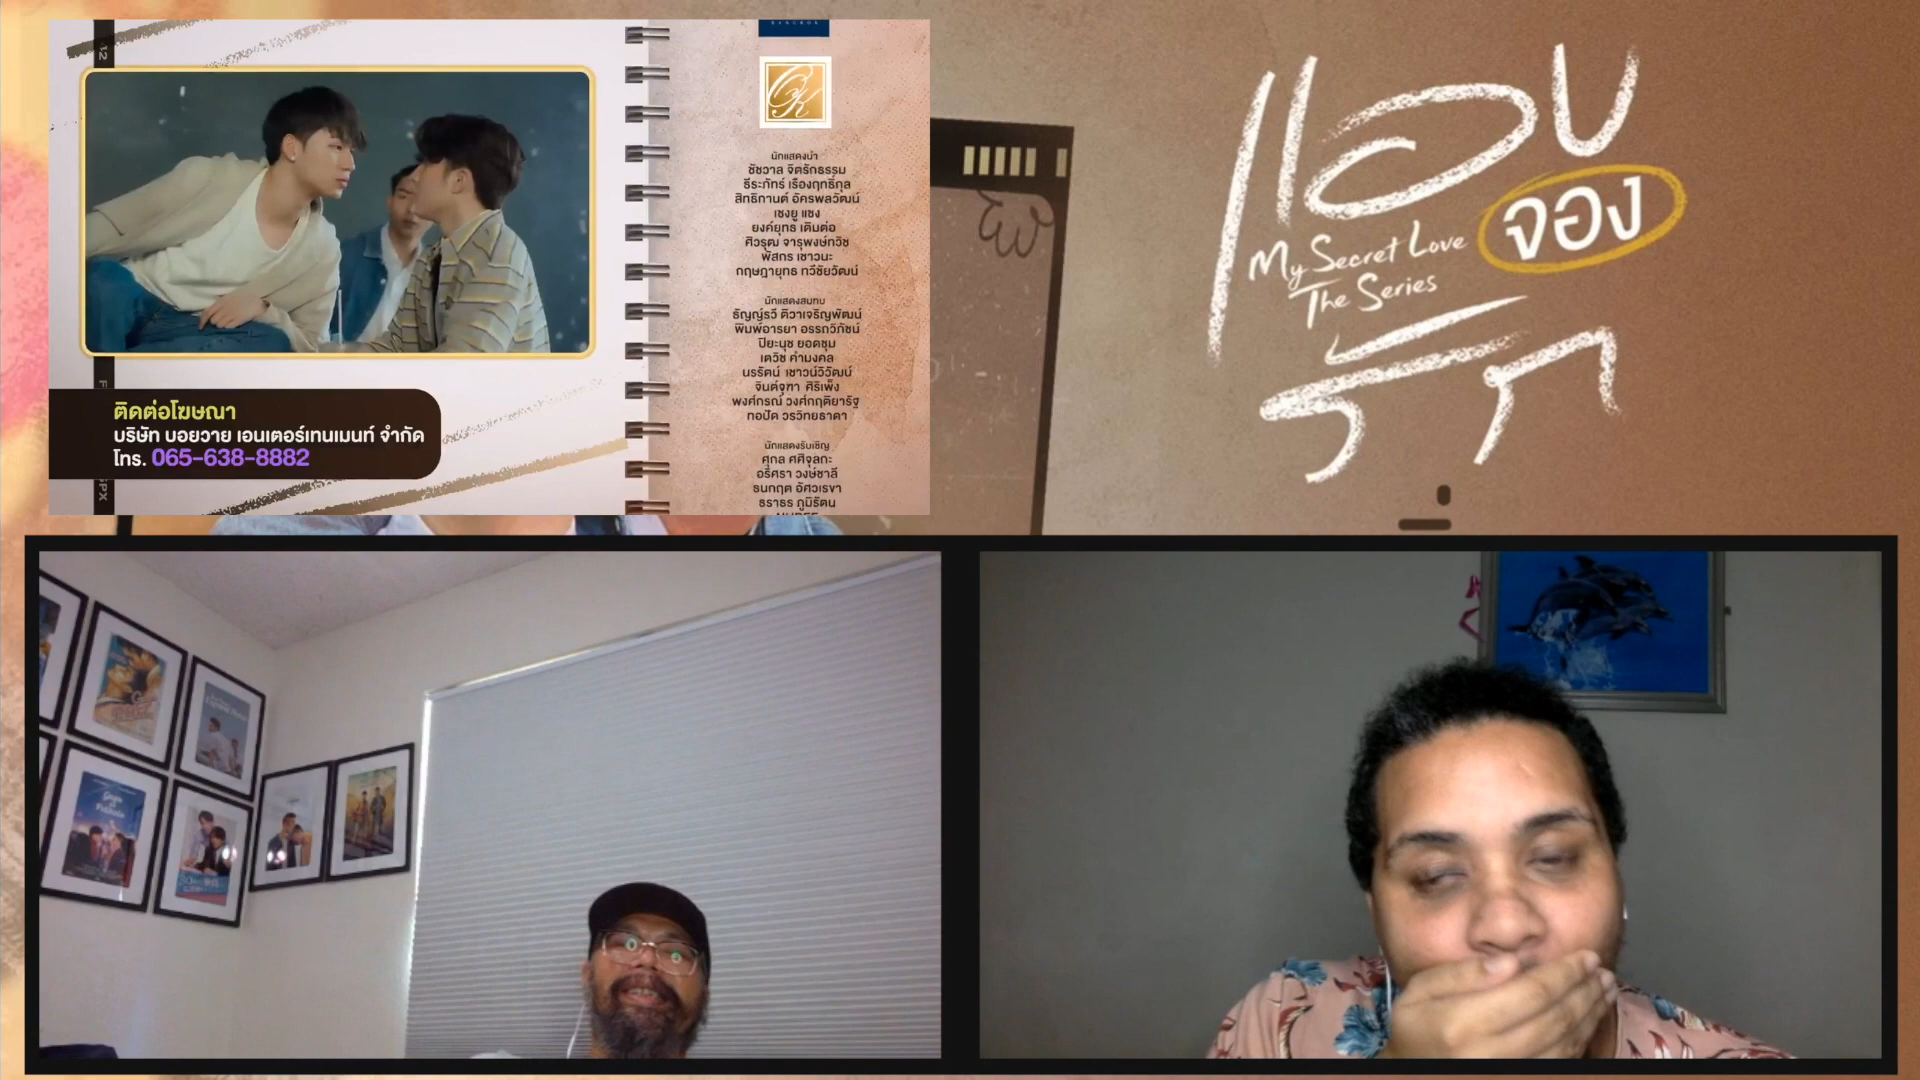 12
BANGKOK
CK
นักแสดงนำ
ชัชวาล จิตรักธรรม
ธีระภัทร์ เรืองฤทธิ์กุล
สิทธิกานต์ อัครพลวัฒน์
เชงยู แซง
ยงค์ยุทธ เติมต่อ
ศิวรุฒ จารุพงษ์ทวิช
พัสกร เชาวนะ
กฤษฎายุทธ ทวีชัยวัฒน์
นักแสดงสมทบ
ธัญญ์รวี ติวาเจริญพัฒน์
พิมพ์อารยา อรรถวิภัชน์
ปิยะนุช ยอดชุม
เตวิช คำมงคล
นรรัตน์ เชาวน์วิวัฒน์
จินต์จุฑา ศิริเพ็ง
พงศ์กรณ์ วงศ์กฤติยารัฐ
ทอปัด วรวิทยธาดา
นักแสดงรับเชิญ
ศุกล ศศิจุลกะ
อริศรา วงษ์ชาลี
ธนกฤต อัศวเรขา
ธราธร ภูมิรัตน
ติดต่อโฆษณา
บริษัท บอยวาย เอนเตอร์เทนเมนท์ จำกัด
โทร. 065-638-8882
แอบ
จอง
My Secret Love
The Series
รัก